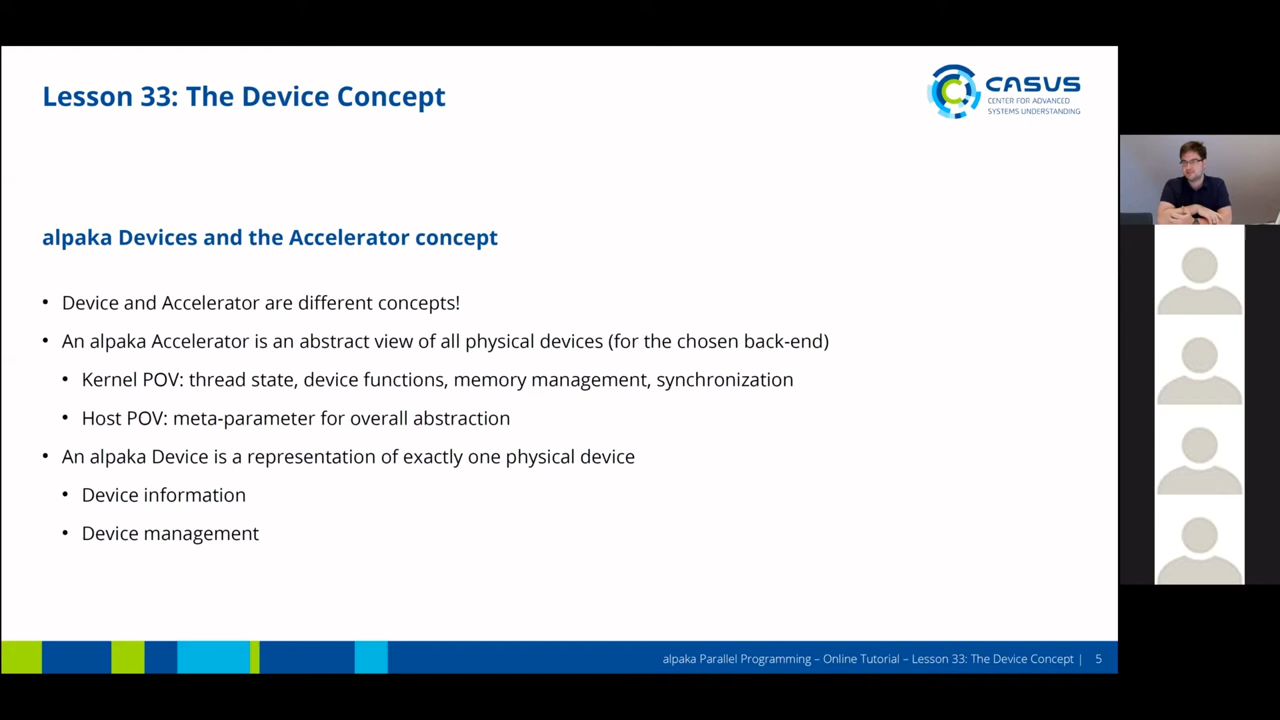 Lesson 33: The Device Concept
CASUS
CENTER FOR ADVANCED
SYSTEMS UNDERSTANDING
alpaka Devices and the Accelerator concept
• Device and Accelerator are different concepts!
• An alpaka Accelerator is an abstract view of all physical devices (for the chosen back-end)
• Kernel POV: thread state, device functions, memory management, synchronization
• Host POV: meta-parameter for overall abstraction
• An alpaka Device is a representation of exactly one physical device
• Device information
• Device management
alpaka Parallel Programming – Online Tutorial – Lesson 33: The Device Concept | 5